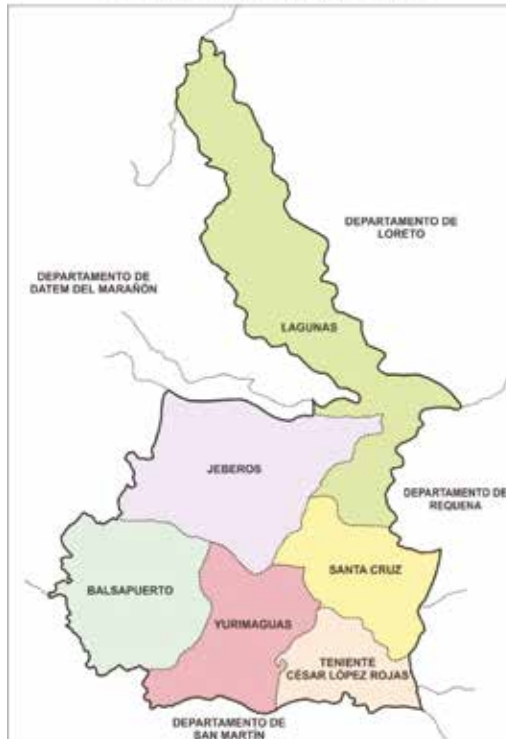 DEPARTAMENTO DE
LORETO
DEPARTAMENTO DE
DATEM DEL MARAÑÓN
LAGUNAS
JEBEROS
DEPARTAMENTO DE
REQUENA
SANTA CRUZ
BALSAPUERTO
YURIMAGUAS
TENIENTE
CÉSAR LÓPEZ ROJAS
DEPARTAMENTO DE
SAN MARTÍN